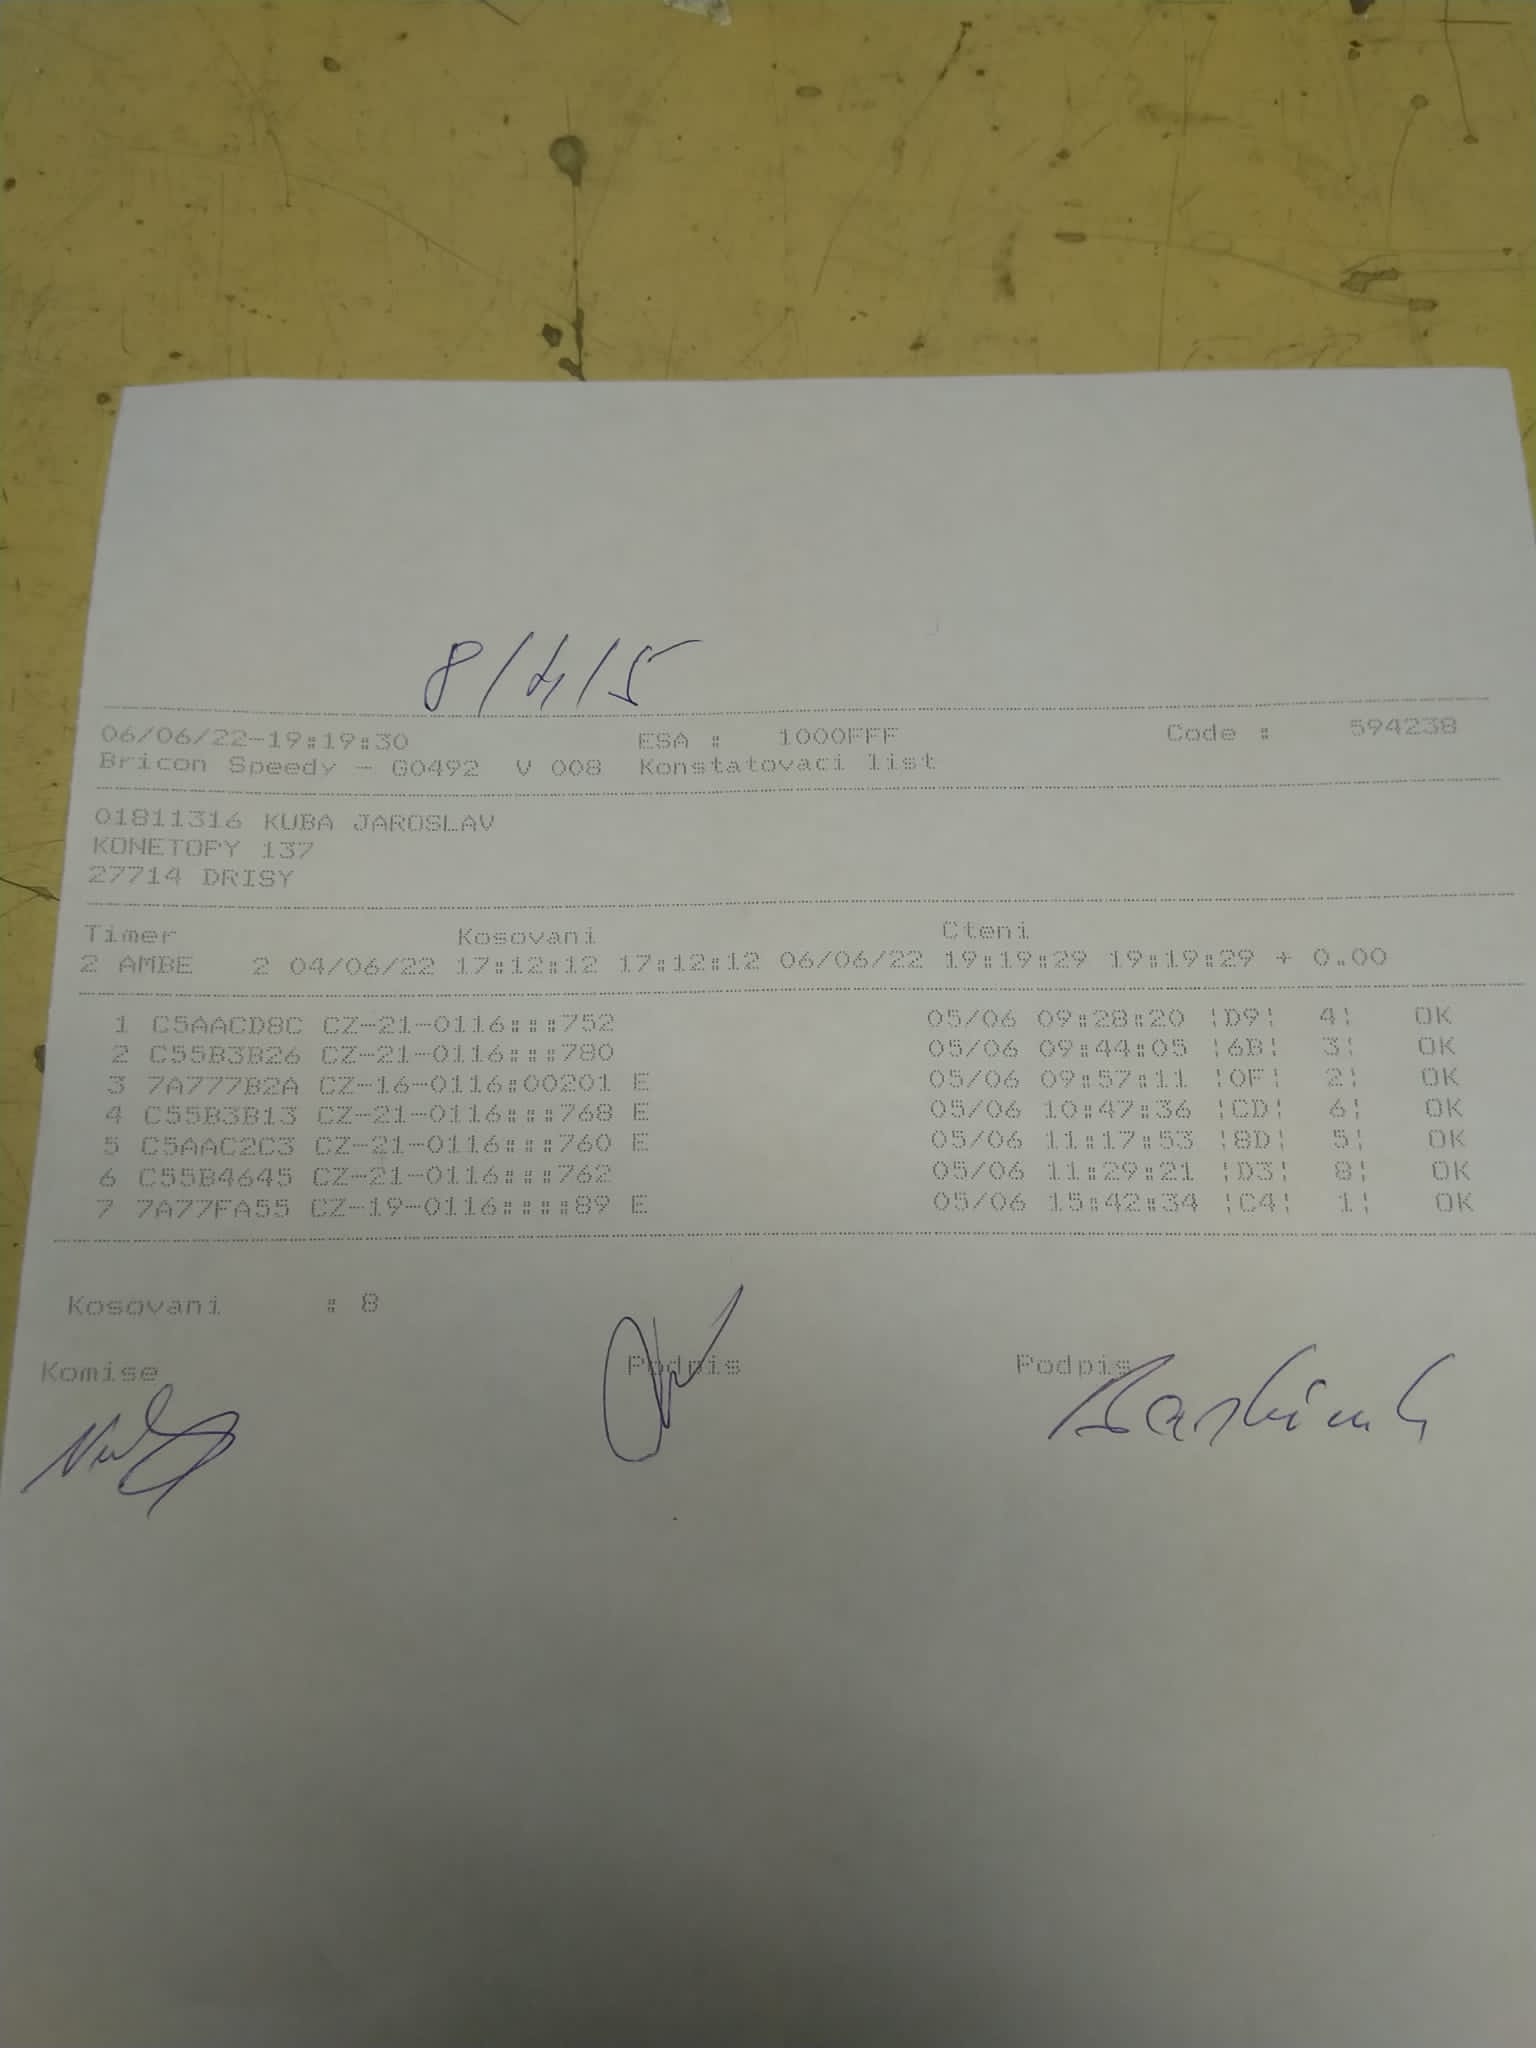 8/4/5
06/06/22-19:19:30 ESA : 1000FFF Code : 594238
Bricon Speedy - G0492 V 008 Konstatovaci list
01811316 KUBA JAROSLAV
KONETOPY 137
27714 DRISY
Timer Kosovani Cteni
2 AMBE 2 04/06/22 17:12:12 17:12:12 06/06/22 19:19:29 19:19:29 + 0.00
1 C5AACD8C CZ-21-0116:::752 05/06 09:28:20 ¦D9¦ 4¦ OK
2 C55B3B26 CZ-21-0116:::780 05/06 09:44:05 ¦6B¦ 3¦ OK
3 7A777B2A CZ-16-0116:00201 E 05/06 09:57:11 ¦0F¦ 2¦ OK
4 C55B3B13 CZ-21-0116:::768 E 05/06 10:47:36 ¦CD¦ 6¦ OK
5 C5AAC2C3 CZ-21-0116:::760 E 05/06 11:17:53 ¦8D¦ 5¦ OK
6 C55B4645 CZ-21-0116:::762 05/06 11:29:21 ¦D3¦ 8¦ OK
7 7A77FA55 CZ-19-0116::::89 E 05/06 15:42:34 ¦C4¦ 1¦ OK
Kosovani : 8
Komise Podpis Podpis